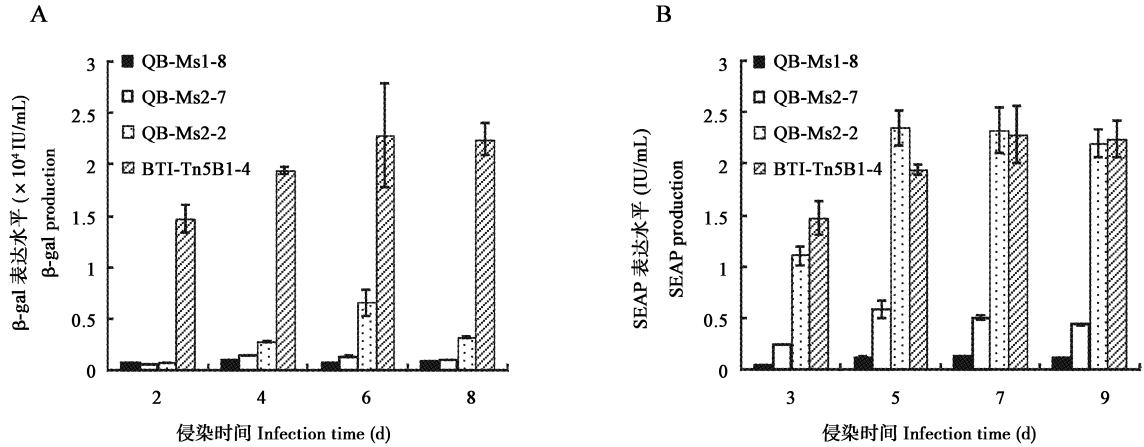 A
3
2.5
2
1.5
1
0.5
0
β-gal 表达水平 (×10⁴IU/mL)
β-gal production
QB-Ms1-8
QB-Ms2-7
QB-Ms2-2
BTI-Tn5B1-4
2 4 6 8
侵染时间 Infection time (d)
B
3
2.5
2
1.5
1
0.5
0
SEAP 表达水平 (IU/mL)
SEAP production
QB-Ms1-8
QB-Ms2-7
QB-Ms2-2
BTI-Tn5B1-4
3 5 7 9
侵染时间 Infection time (d)